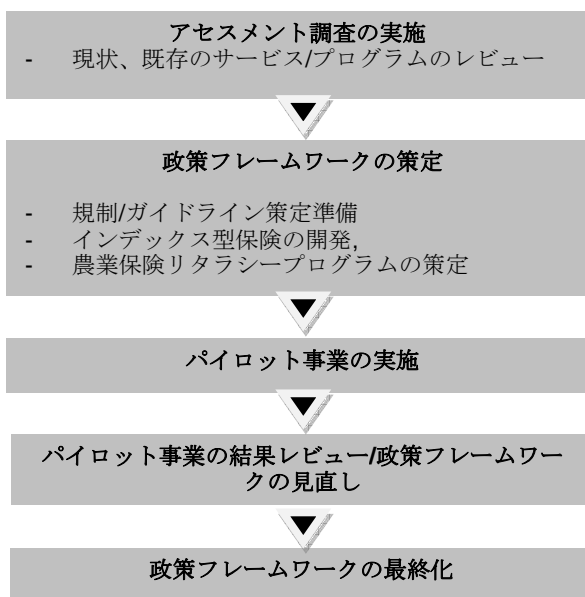 アセスメント調査の実施
- 現状、既存のサービス/プログラムのレビュー
政策フレームワークの策定
- 規制/ガイドライン策定準備
- インデックス型保険の開発,
- 農業保険リタラシープログラムの策定
パイロット事業の実施
パイロット事業の結果レビュー/政策フレームワー
クの見直し
政策フレームワークの最終化